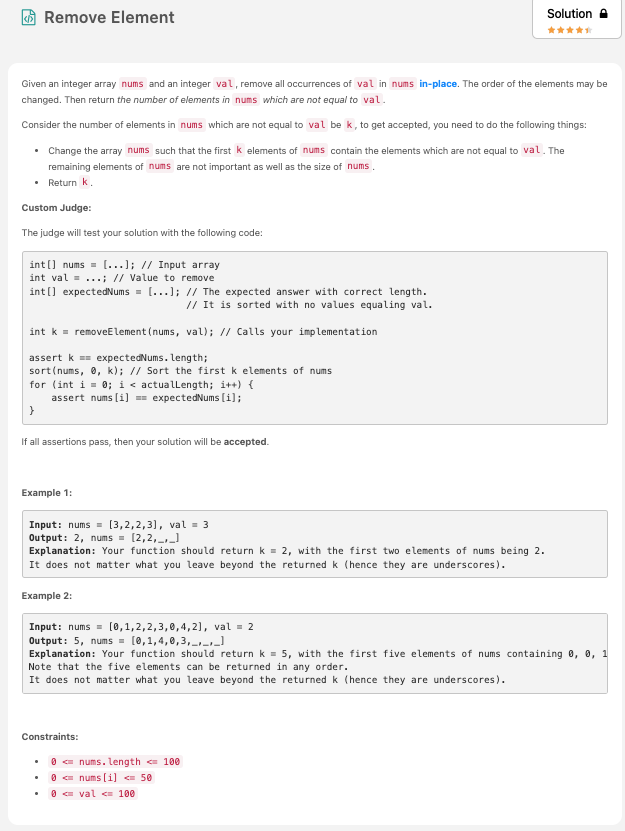 Remove Element
Solution
Given an integer array nums and an integer val, remove all occurrences of val in nums in-place. The order of the elements may be
changed. Then return the number of elements in nums which are not equal to val.
Consider the number of elements in nums which are not equal to val be k, to get accepted, you need to do the following things:
• Change the array nums such that the first k elements of nums contain the elements which are not equal to val. The
remaining elements of nums are not important as well as the size of nums.
• Return k.
Custom Judge:
The judge will test your solution with the following code:
int[] nums = [...]; // Input array
int val = ...; // Value to remove
int[] expectedNums = [...]; // The expected answer with correct length.
// It is sorted with no values equaling val.
int k = removeElement(nums, val); // Calls your implementation
assert k == expectedNums.length;
sort(nums, 0, k); // Sort the first k elements of nums
for (int i = 0; i < actualLength; i++) {
    assert nums[i] == expectedNums[i];
}
If all assertions pass, then your solution will be accepted.
Example 1:
Input: nums = [3,2,2,3], val = 3
Output: 2, nums = [2,2,_,_]
Explanation: Your function should return k = 2, with the first two elements of nums being 2.
It does not matter what you leave beyond the returned k (hence they are underscores).
Example 2:
Input: nums = [0,1,2,2,3,0,4,2], val = 2
Output: 5, nums = [0,1,4,0,3,_,_,_]
Explanation: Your function should return k = 5, with the first five elements of nums containing 0, 0, 1
Note that the five elements can be returned in any order.
It does not matter what you leave beyond the returned k (hence they are underscores).
Constraints:
• 0 <= nums.length <= 100
• 0 <= nums[i] <= 50
• 0 <= val <= 100